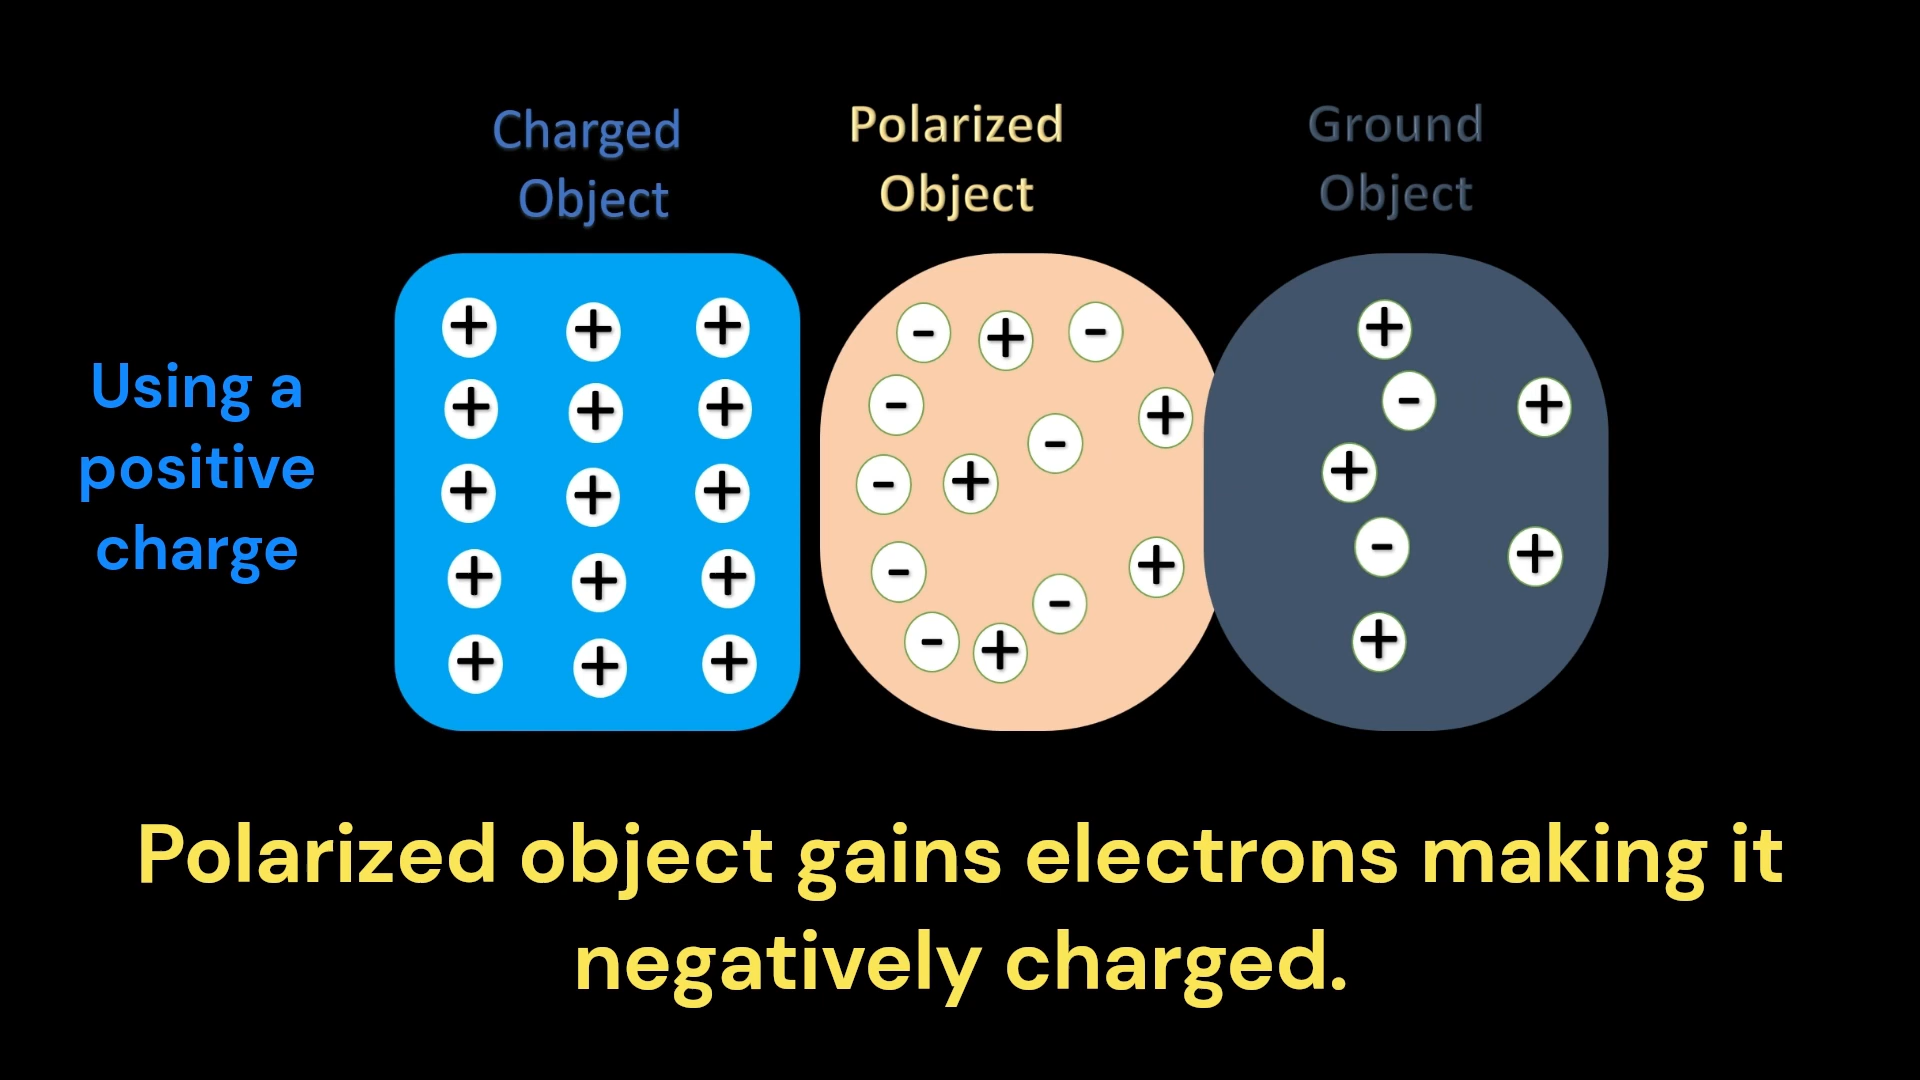 Charged
Object
Polarized
Object
Ground
Object
Using a
positive
charge
+ + + - + - +
+ + + - + - +
- + + + + - + - + +
+ + + - - + - +
+ + + - + +
Polarized object gains electrons making it
negatively charged.